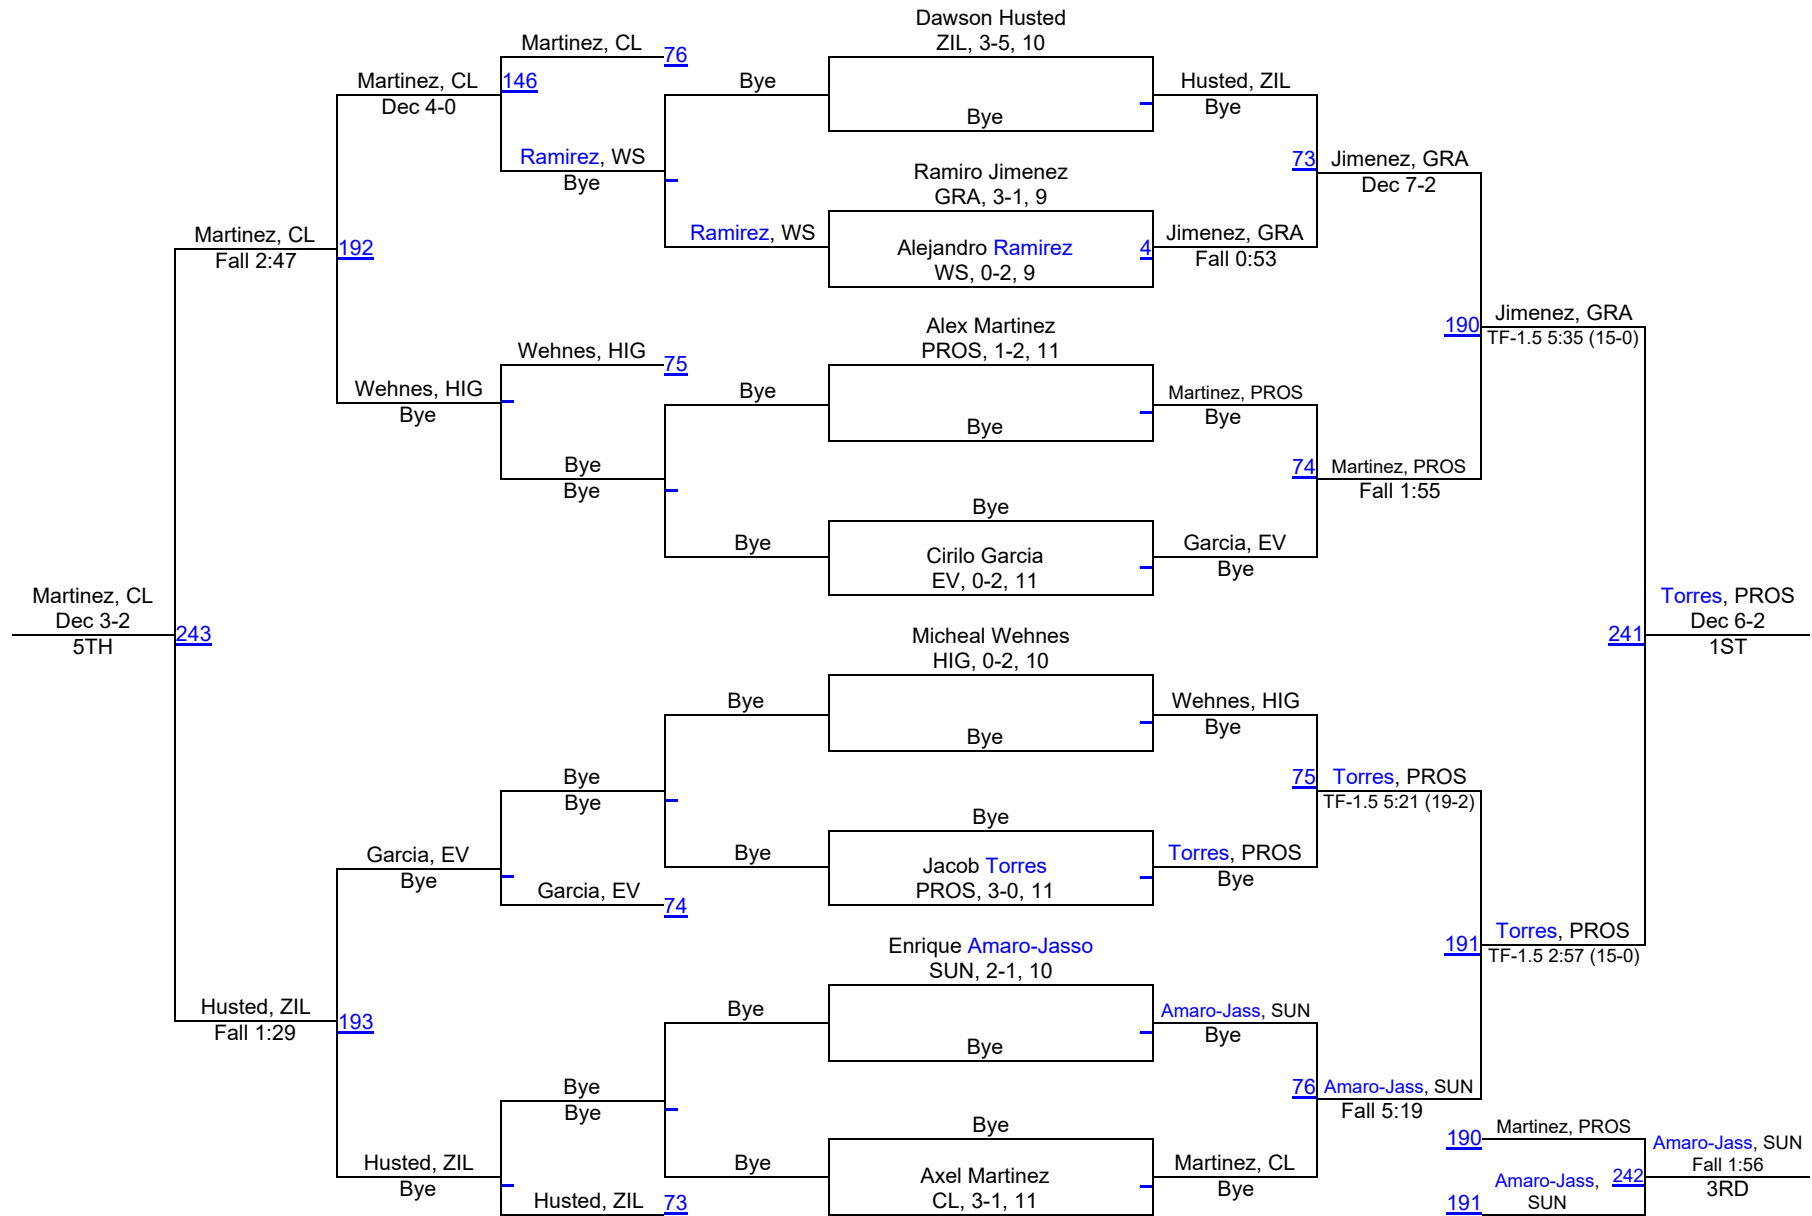 Dawson Husted
ZIL, 3-5, 10
Bye
Ramiro Jimenez
GRA, 3-1, 9
Alejandro Ramirez
WS, 0-2, 9
4
Alex Martinez
PROS, 1-2, 11
Bye
Bye
Cirilo Garcia
EV, 0-2, 11
Micheal Wehnes
HIG, 0-2, 10
Bye
Bye
Jacob Torres
PROS, 3-0, 11
Enrique Amaro-Jasso
SUN, 2-1, 10
Bye
Bye
Axel Martinez
CL, 3-1, 11
Husted, ZIL
Bye
Jimenez, GRA
Fall 0:53
Martinez, PROS
Bye
Garcia, EV
Bye
Wehnes, HIG
Bye
Torres, PROS
Bye
Amaro-Jass, SUN
Bye
Martinez, CL
Bye
73
Jimenez, GRA
Dec 7-2
74
Martinez, PROS
Fall 1:55
75
Torres, PROS
TF-1.5 5:21 (19-2)
76
Amaro-Jass, SUN
Fall 5:19
190
Jimenez, GRA
TF-1.5 5:35 (15-0)
191
Torres, PROS
TF-1.5 2:57 (15-0)
241
Torres, PROS
Dec 6-2
1ST
190
Martinez, PROS
191
Amaro-Jass,
SUN
242
Amaro-Jass, SUN
Fall 1:56
3RD
Bye
Ramirez, WS
Bye
Bye
Bye
Bye
Bye
Bye
Martinez, CL
76
Ramirez, WS
Bye
Wehnes, HIG
75
Bye
Bye
Bye
Bye
Garcia, EV
74
Bye
Bye
Husted, ZIL
73
146
Martinez, CL
Dec 4-0
Wehnes, HIG
Bye
Garcia, EV
Bye
Husted, ZIL
Bye
192
Martinez, CL
Fall 2:47
193
Husted, ZIL
Fall 1:29
243
Martinez, CL
Dec 3-2
5TH